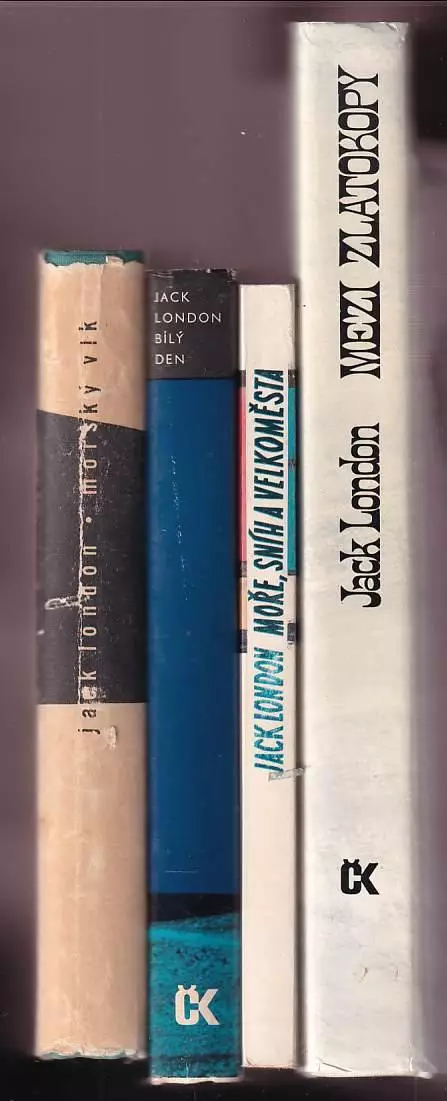 jack london · mořský vlk
JACK
LONDON
BÍLÝ
DEN
ČK
JACK LONDON MOŘE, SNÍH A VELKOMĚSTA
Jack London MEZI ZLATOKOPY
ČK